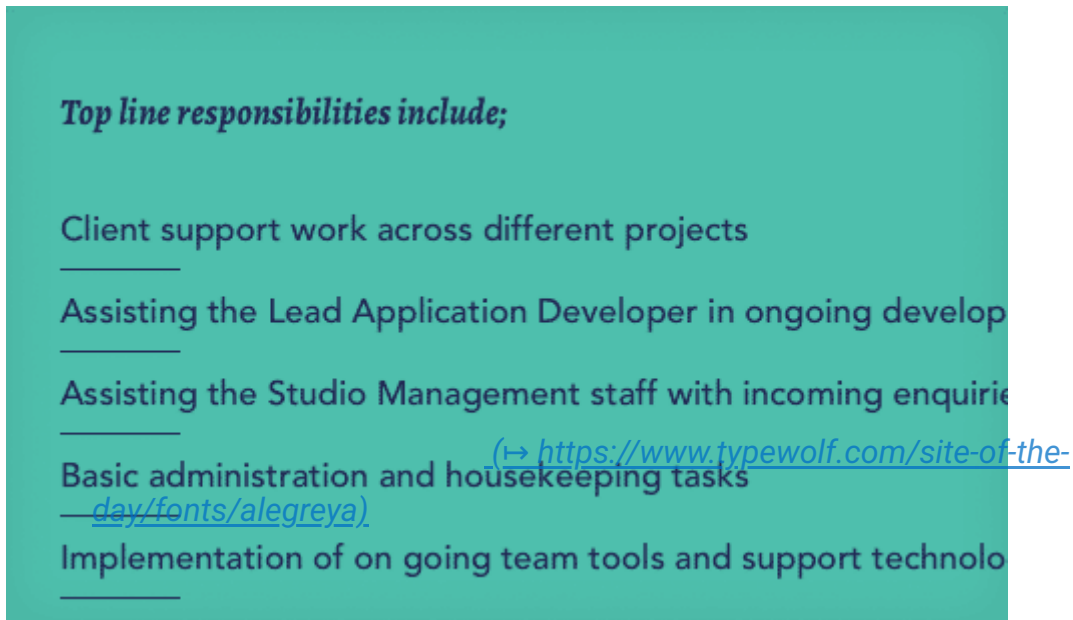 Top line responsibilities include;
Client support work across different projects
Assisting the Lead Application Developer in ongoing develop
Assisting the Studio Management staff with incoming enquirie
(↦ https://www.typewolf.com/site-of-the-
Basic administration and housekeeping tasks
day/fonts/alegreya)
Implementation of on going team tools and support technolo